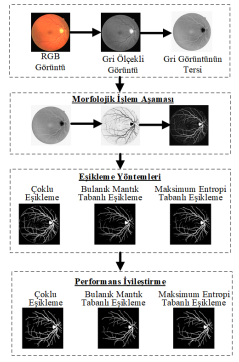 RGB
Görüntü
Gri Ölçekli
Görüntü
Gri Görüntünün
Tersi
Morfolojik İşlem Aşaması
Eşikleme Yöntemleri
Çoklu
Eşikleme
Bulanık Mantık
Tabanlı Eşikleme
Maksimum Entropi
Tabanlı Eşikleme
Performans İyileştirme
Çoklu
Eşikleme
Bulanık Mantık
Tabanlı Eşikleme
Maksimum Entropi
Tabanlı Eşikleme